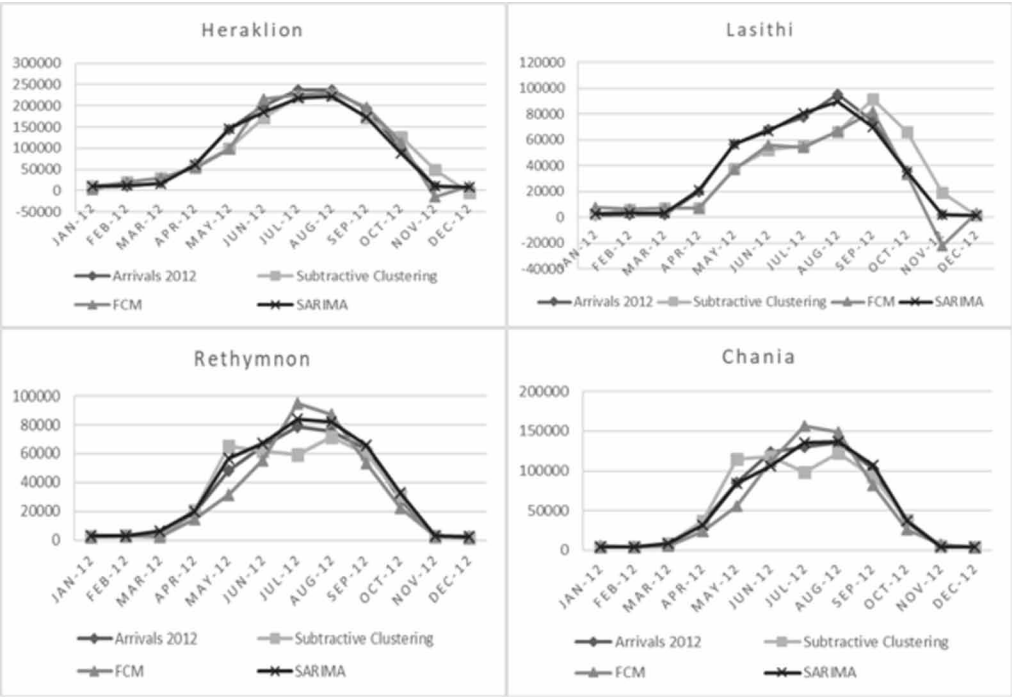 Heraklion
300000
250000
200000
150000
100000
50000
0
-50000
JAN-12 FEB-12 MAR-12 APR-12 MAY-12 JUN-12 JUL-12 AUG-12 SEP-12 OCT-12 NOV-12 DEC-12
Arrivals 2012 Subtractive Clustering
FCM SARIMA
Lasithi
120000
100000
80000
60000
40000
20000
0
-20000
-40000
JAN-12 FEB-12 MAR-12 APR-12 MAY-12 JUN-12 JUL-12 AUG-12 SEP-12 OCT-12 NOV-12 DEC-12
Arrivals 2012 Subtractive Clustering FCM SARIMA
Rethymnon
100000
80000
60000
40000
20000
0
JAN-12 FEB-12 MAR-12 APR-12 MAY-12 JUN-12 JUL-12 AUG-12 SEP-12 OCT-12 NOV-12 DEC-12
Arrivals 2012 Subtractive Clustering
FCM SARIMA
Chania
200000
150000
100000
50000
0
JAN-12 FEB-12 MAR-12 APR-12 MAY-12 JUN-12 JUL-12 AUG-12 SEP-12 OCT-12 NOV-12 DEC-12
Arrivals 2012 Subtractive Clustering
FCM SARIMA